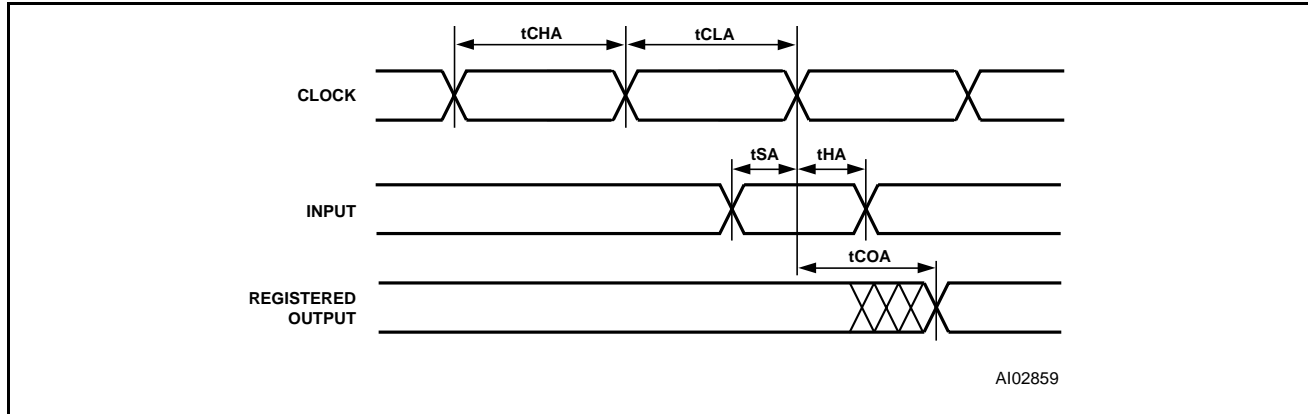 tCHA
tCLA
CLOCK
tSA
tHA
INPUT
tCOA
REGISTERED
OUTPUT
AI02859